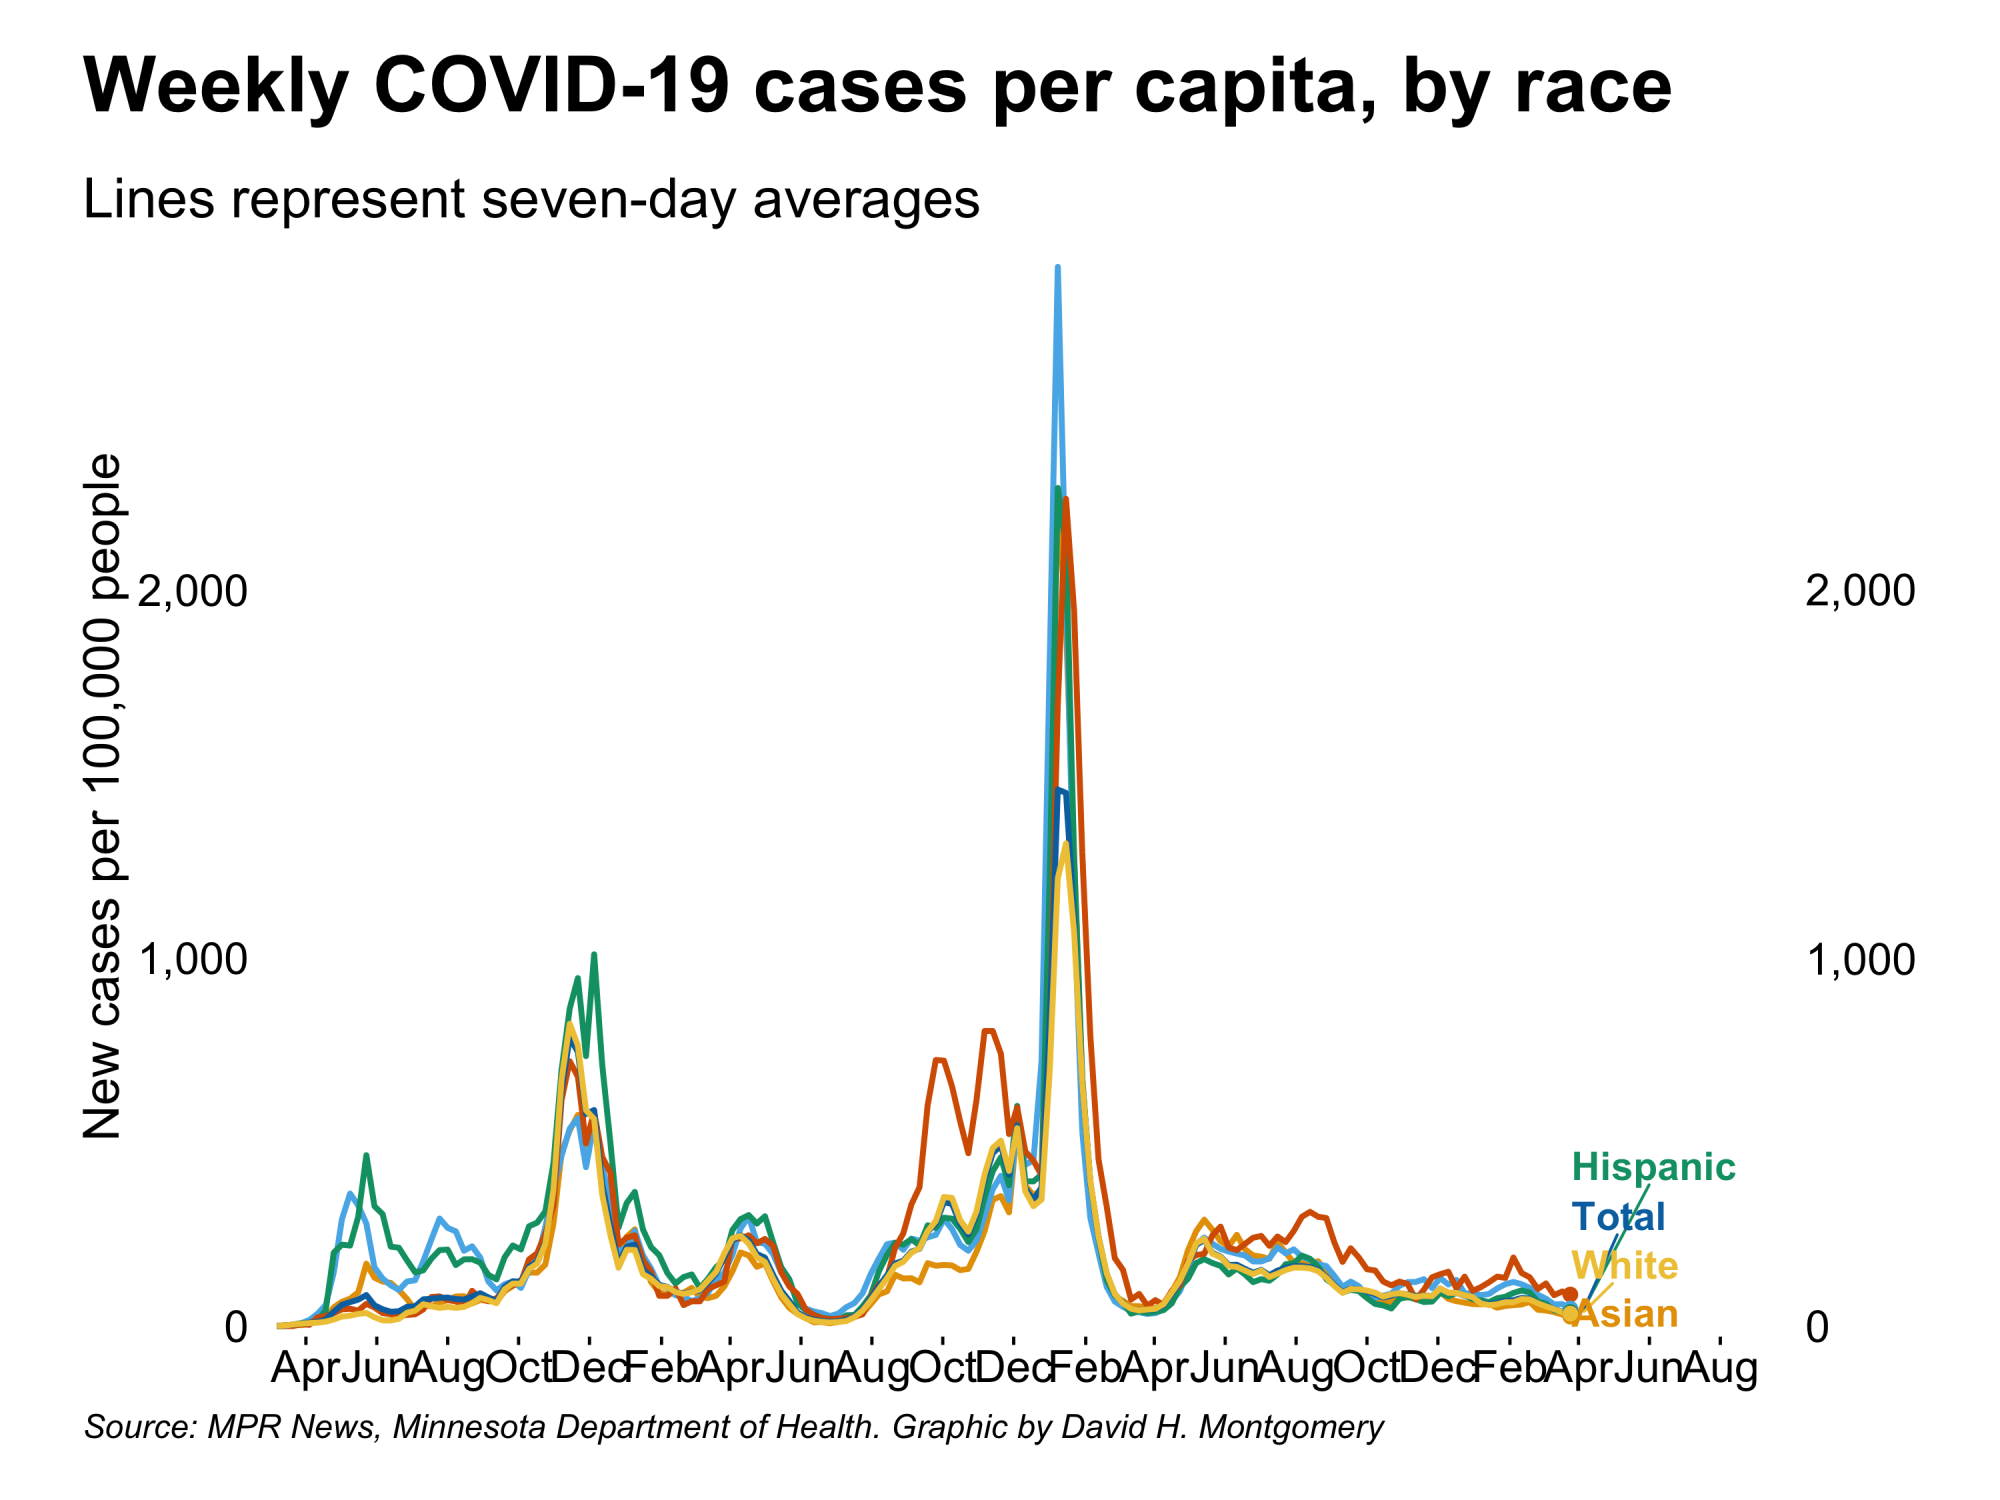 Weekly COVID-19 cases per capita, by race
Lines represent seven-day averages
New cases per 100,000 people
2,000
2,000
1,000
1,000
Hispanic
Total
White
Asian
0
0
Apr Jun Aug Oct Dec Feb Apr Jun Aug Oct Dec Feb Apr Jun Aug Oct Dec Feb Apr Jun Aug
Source: MPR News, Minnesota Department of Health. Graphic by David H. Montgomery